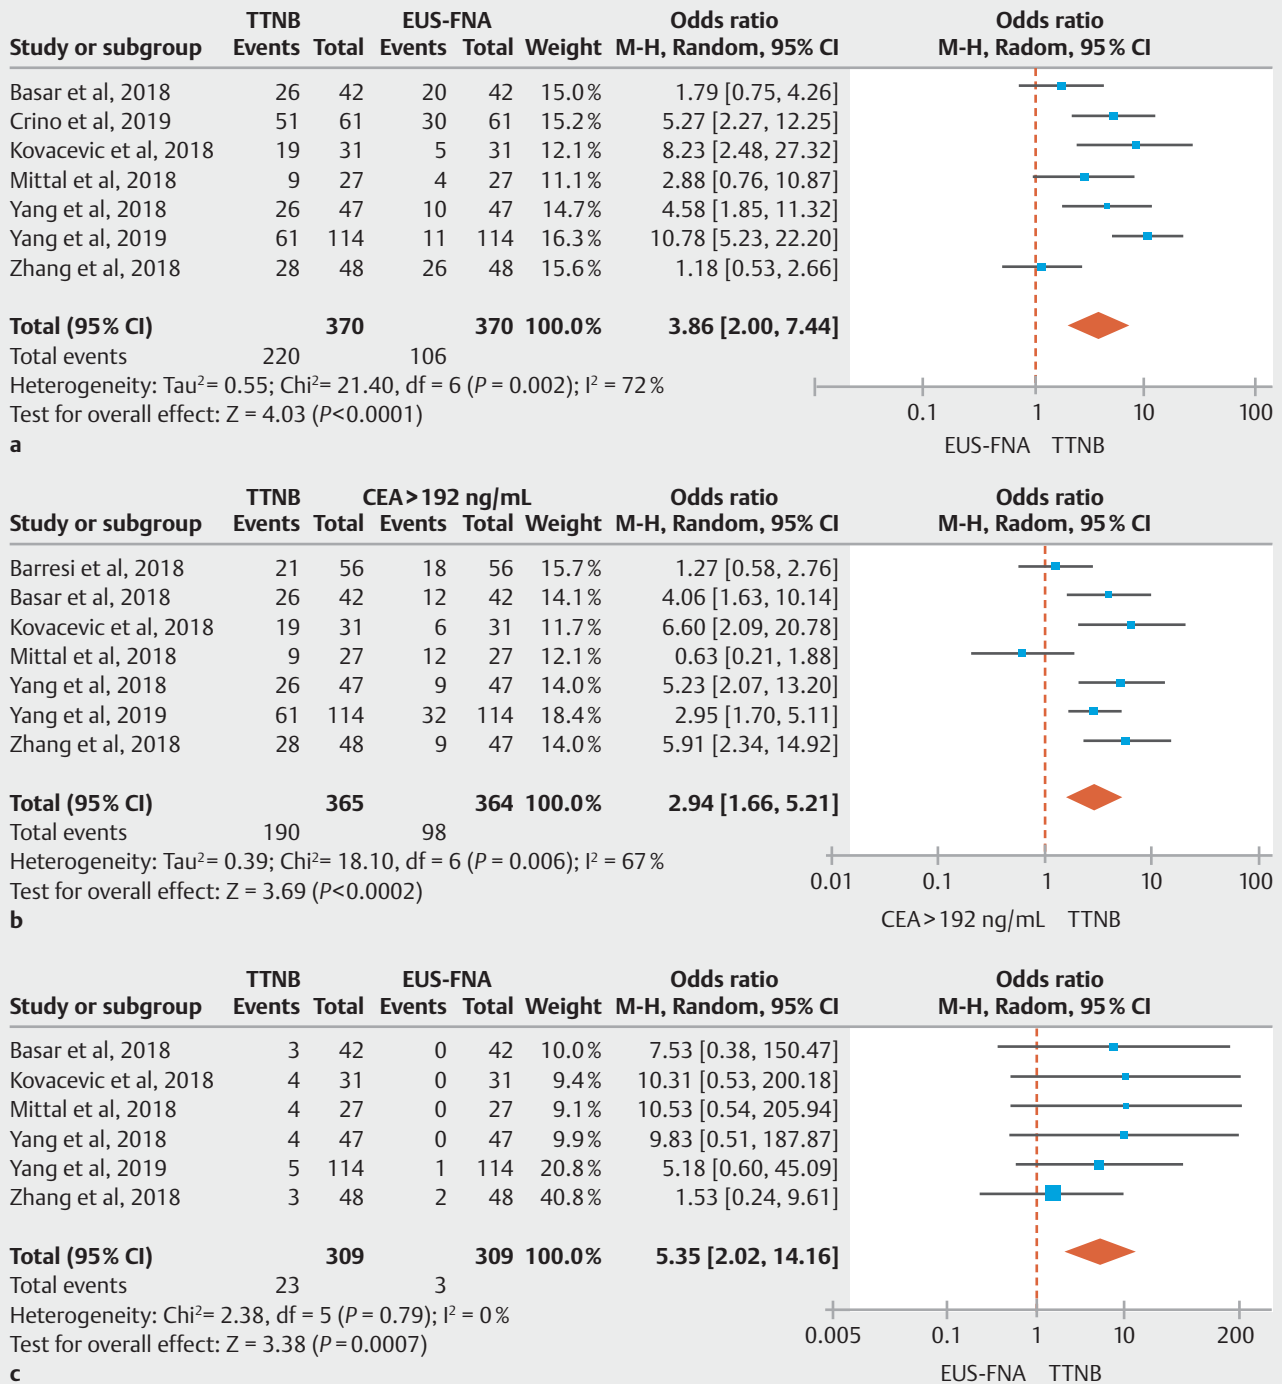 TTNB EUS-FNA Odds ratio Odds ratio
Study or subgroup Events Total Events Total Weight M-H, Random, 95% CI M-H, Radom, 95% CI
Basar et al, 2018 26 42 20 42 15.0% 1.79 [0.75, 4.26]
Crino et al, 2019 51 61 30 61 15.2% 5.27 [2.27, 12.25]
Kovacevic et al, 2018 19 31 5 31 12.1% 8.23 [2.48, 27.32]
Mittal et al, 2018 9 27 4 27 11.1% 2.88 [0.76, 10.87]
Yang et al, 2018 26 47 10 47 14.7% 4.58 [1.85, 11.32]
Yang et al, 2019 61 114 11 114 16.3% 10.78 [5.23, 22.20]
Zhang et al, 2018 28 48 26 48 15.6% 1.18 [0.53, 2.66]
Total (95% CI) 370 370 100.0% 3.86 [2.00, 7.44]
Total events 220 106
Heterogeneity: Tau²= 0.55; Chi²= 21.40, df = 6 (P = 0.002); I² = 72%
Test for overall effect: Z = 4.03 (P<0.0001)
0.1 1 10 100
a EUS-FNA TTNB
TTNB CEA>192 ng/mL Odds ratio Odds ratio
Study or subgroup Events Total Events Total Weight M-H, Random, 95% CI M-H, Radom, 95% CI
Barresi et al, 2018 21 56 18 56 15.7% 1.27 [0.58, 2.76]
Basar et al, 2018 26 42 12 42 14.1% 4.06 [1.63, 10.14]
Kovacevic et al, 2018 19 31 6 31 11.7% 6.60 [2.09, 20.78]
Mittal et al, 2018 9 27 12 27 12.1% 0.63 [0.21, 1.88]
Yang et al, 2018 26 47 9 47 14.0% 5.23 [2.07, 13.20]
Yang et al, 2019 61 114 32 114 18.4% 2.95 [1.70, 5.11]
Zhang et al, 2018 28 48 9 47 14.0% 5.91 [2.34, 14.92]
Total (95% CI) 365 364 100.0% 2.94 [1.66, 5.21]
Total events 190 98
Heterogeneity: Tau²= 0.39; Chi²= 18.10, df = 6 (P = 0.006); I² = 67%
Test for overall effect: Z = 3.69 (P<0.0002)
0.01 0.1 1 10 100
b CEA>192 ng/mL TTNB
TTNB EUS-FNA Odds ratio Odds ratio
Study or subgroup Events Total Events Total Weight M-H, Random, 95% CI M-H, Radom, 95% CI
Basar et al, 2018 3 42 0 42 10.0% 7.53 [0.38, 150.47]
Kovacevic et al, 2018 4 31 0 31 9.4% 10.31 [0.53, 200.18]
Mittal et al, 2018 4 27 0 27 9.1% 10.53 [0.54, 205.94]
Yang et al, 2018 4 47 0 47 9.9% 9.83 [0.51, 187.87]
Yang et al, 2019 5 114 1 114 20.8% 5.18 [0.60, 45.09]
Zhang et al, 2018 3 48 2 48 40.8% 1.53 [0.24, 9.61]
Total (95% CI) 309 309 100.0% 5.35 [2.02, 14.16]
Total events 23 3
Heterogeneity: Chi²= 2.38, df = 5 (P = 0.79); I² = 0%
Test for overall effect: Z = 3.38 (P=0.0007)
0.005 0.1 1 10 200
c EUS-FNA TTNB